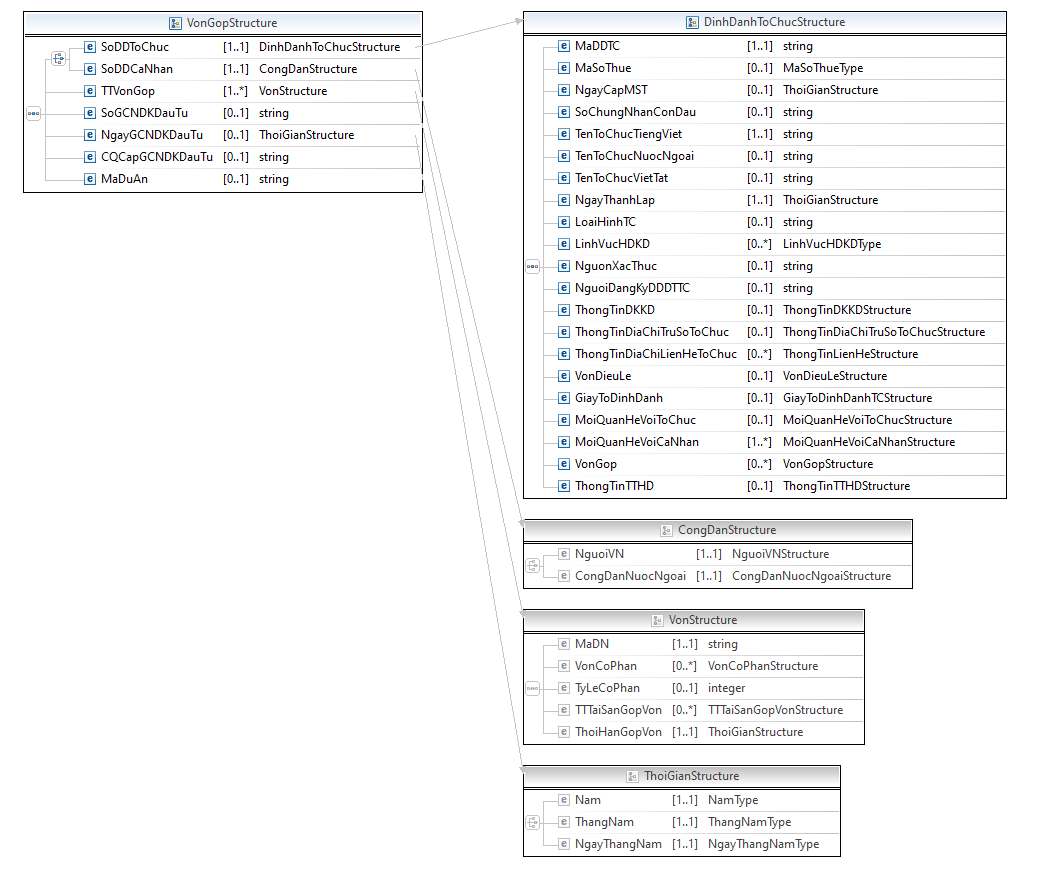 VonGopStructure
SoDDToChuc [1..1] DinhDanhToChucStructure
SoDDCaNhan [1..1] CongDanStructure
TTVonGop [1..*] VonStructure
SoGCNDKDauTu [0..1] string
NgayGCNDKDauTu [0..1] ThoiGianStructure
CQCapGCNDKDauTu [0..1] string
MaDuAn [0..1] string
DinhDanhToChucStructure
MaDDTC [1..1] string
MaSoThue [0..1] MaSoThueType
NgayCapMST [0..1] ThoiGianStructure
SoChungNhanConDau [0..1] string
TenToChucTiengViet [1..1] string
TenToChucNuocNgoai [0..1] string
TenToChucVietTat [0..1] string
NgayThanhLap [1..1] ThoiGianStructure
LoaiHinhTC [0..1] string
LinhVucHDKD [0..*] LinhVucHDKDType
NguonXacThuc [0..1] string
NguoiDangKyDDDTTC [0..1] string
ThongTinDKKD [0..1] ThongTinDKKDStructure
ThongTinDiaChiTruSoToChuc [0..1] ThongTinDiaChiTruSoToChucStructure
ThongTinDiaChiLienHeToChuc [0..*] ThongTinLienHeStructure
VonDieuLe [0..1] VonDieuLeStructure
GiayToDinhDanh [0..1] GiayToDinhDanhTCStructure
MoiQuanHeVoiToChuc [0..1] MoiQuanHeVoiToChucStructure
MoiQuanHeVoiCaNhan [1..*] MoiQuanHeVoiCaNhanStructure
VonGop [0..*] VonGopStructure
ThongTinTTHD [0..1] ThongTinTTHDStructure
CongDanStructure
NguoiVN [1..1] NguoiVNStructure
CongDanNuocNgoai [1..1] CongDanNuocNgoaiStructure
VonStructure
MaDN [1..1] string
VonCoPhan [0..*] VonCoPhanStructure
TyLeCoPhan [0..1] integer
TTTaiSanGopVon [0..*] TTTaiSanGopVonStructure
ThoiHanGopVon [1..1] ThoiGianStructure
ThoiGianStructure
Nam [1..1] NamType
ThangNam [1..1] ThangNamType
NgayThangNam [1..1] NgayThangNamType